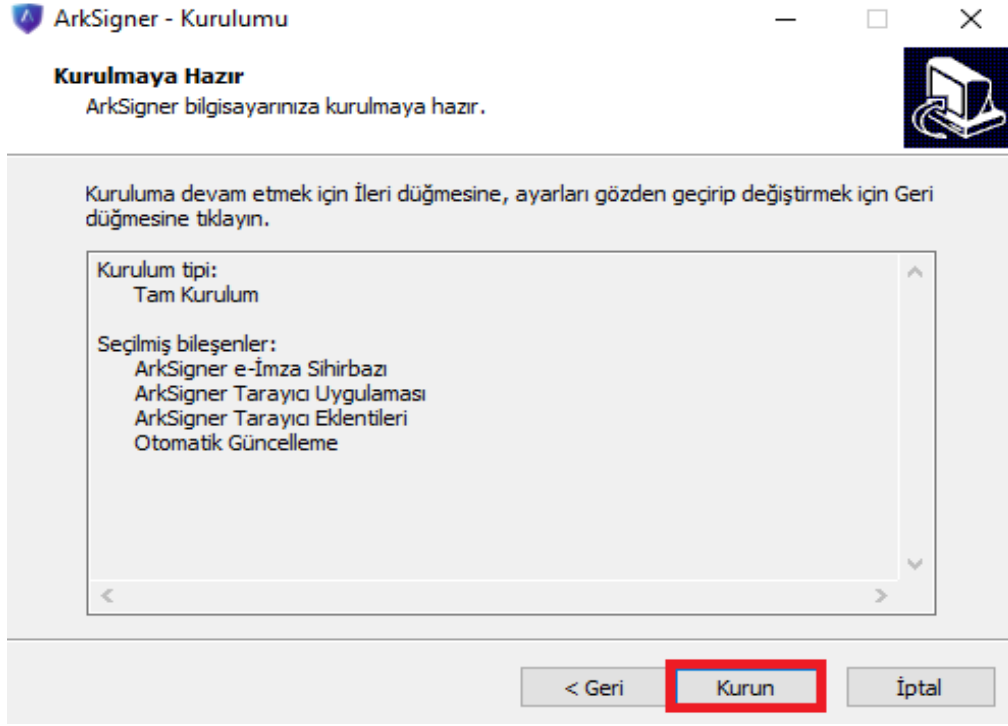 ArkSigner - Kurulumu
Kurulmaya Hazır
ArkSigner bilgisayarınıza kurulmaya hazır.
Kuruluma devam etmek için İleri düğmesine, ayarları gözden geçirip değiştirmek için Geri
düğmesine tıklayın.
Kurulum tipi:
Tam Kurulum
Seçilmiş bileşenler:
ArkSigner e-İmza Sihirbazı
ArkSigner Tarayıcı Uygulaması
ArkSigner Tarayıcı Eklentileri
Otomatik Güncelleme
< Geri
Kurun
İptal